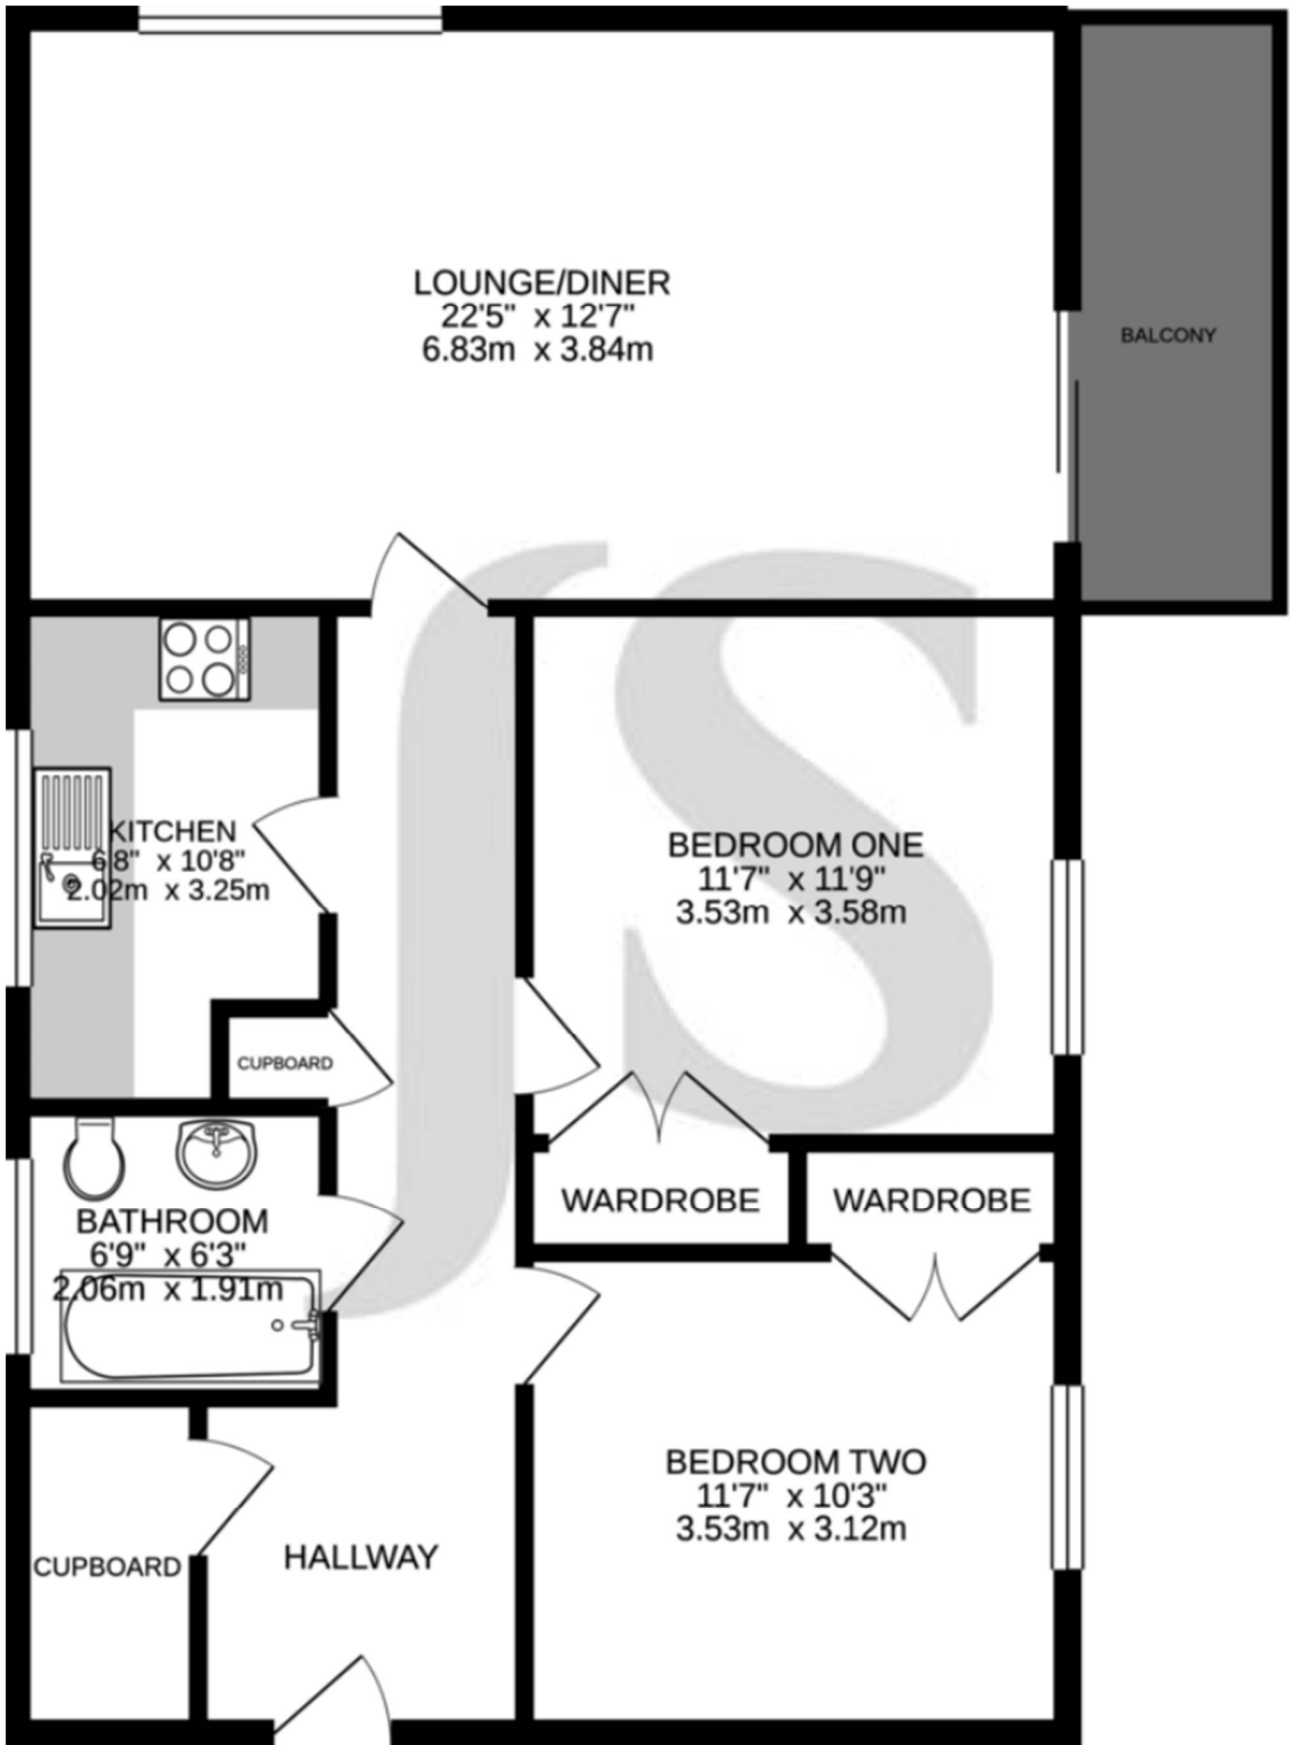 LOUNGE/DINER
22'5" x 12'7"
6.83m x 3.84m
BALCONY
KITCHEN
6'8" x 10'8"
2.02m x 3.25m
BEDROOM ONE
11'7" x 11'9"
3.53m x 3.58m
CUPBOARD
WARDROBE
WARDROBE
BATHROOM
6'9" x 6'3"
2.06m x 1.91m
BEDROOM TWO
11'7" x 10'3"
3.53m x 3.12m
HALLWAY
CUPBOARD
JS